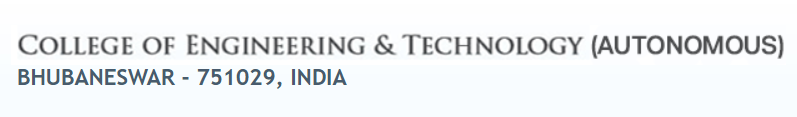 COLLEGE OF ENGINEERING & TECHNOLOGY (AUTONOMOUS)
BHUBANESWAR - 751029, INDIA